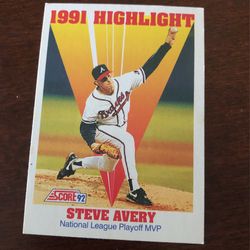 1991 HIGHLIGHT
Braves
SCORE 92
STEVE AVERY
National League Playoff MVP